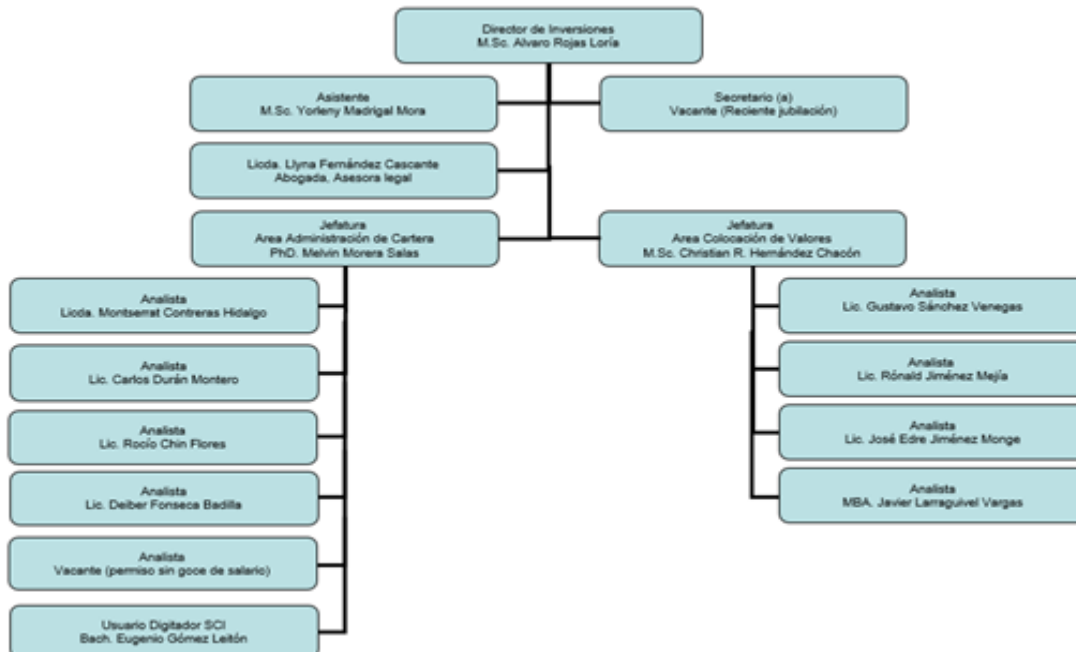 Director de Inversiones
M.Sc. Alvaro Rojas Loría
Asistente
M.Sc. Yorleny Madrigal Mora
Secretario (a)
Vacante (Reciente jubilación)
Licda. Llyna Fernández Cascante
Abogada, Asesora legal
Jefatura
Area Administración de Cartera
PhD. Melvin Morera Salas
Jefatura
Area Colocación de Valores
M.Sc. Christian R. Hernández Chacón
Analista
Licda. Montserrat Contreras Hidalgo
Analista
Lic. Carlos Durán Montero
Analista
Lic. Rocío Chin Flores
Analista
Lic. Deiber Fonseca Badilla
Analista
Vacante (permiso sin goce de salario)
Usuario Digitador SCI
Bach. Eugenio Gómez Leitón
Analista
Lic. Gustavo Sánchez Venegas
Analista
Lic. Rónald Jiménez Mejía
Analista
Lic. José Edre Jiménez Monge
Analista
MBA. Javier Larraguivel Vargas